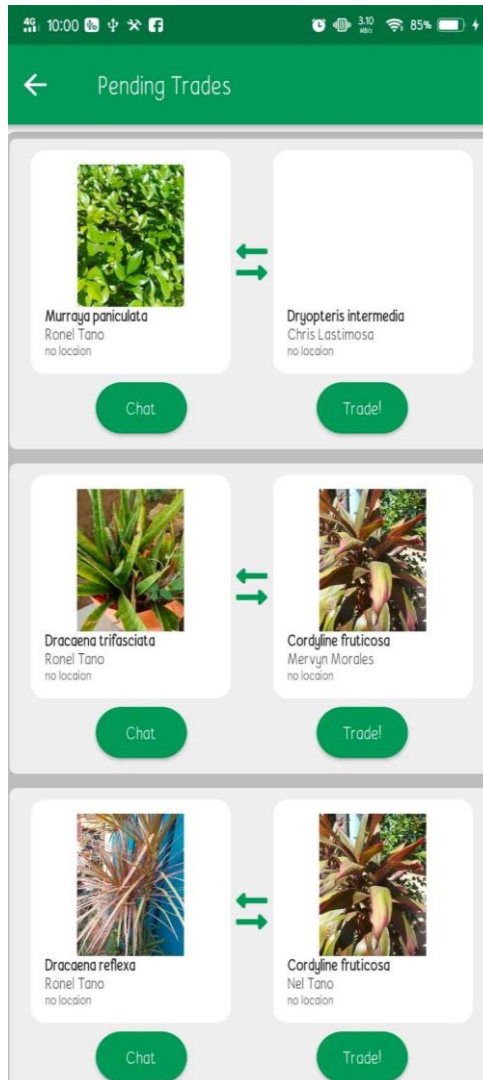 4G 10:00 3.10 MB/s 85%
Pending Trades
Murraya paniculata
Ronel Tano
no locaion
Dryopteris intermedia
Chris Lastimosa
no locaion
Chat
Trade!
Dracaena trifasciata
Ronel Tano
no locaion
Cordyline fruticosa
Mervyn Morales
no locaion
Chat
Trade!
Dracaena reflexa
Ronel Tano
no locaion
Cordyline fruticosa
Nel Tano
no locaion
Chat
Trade!